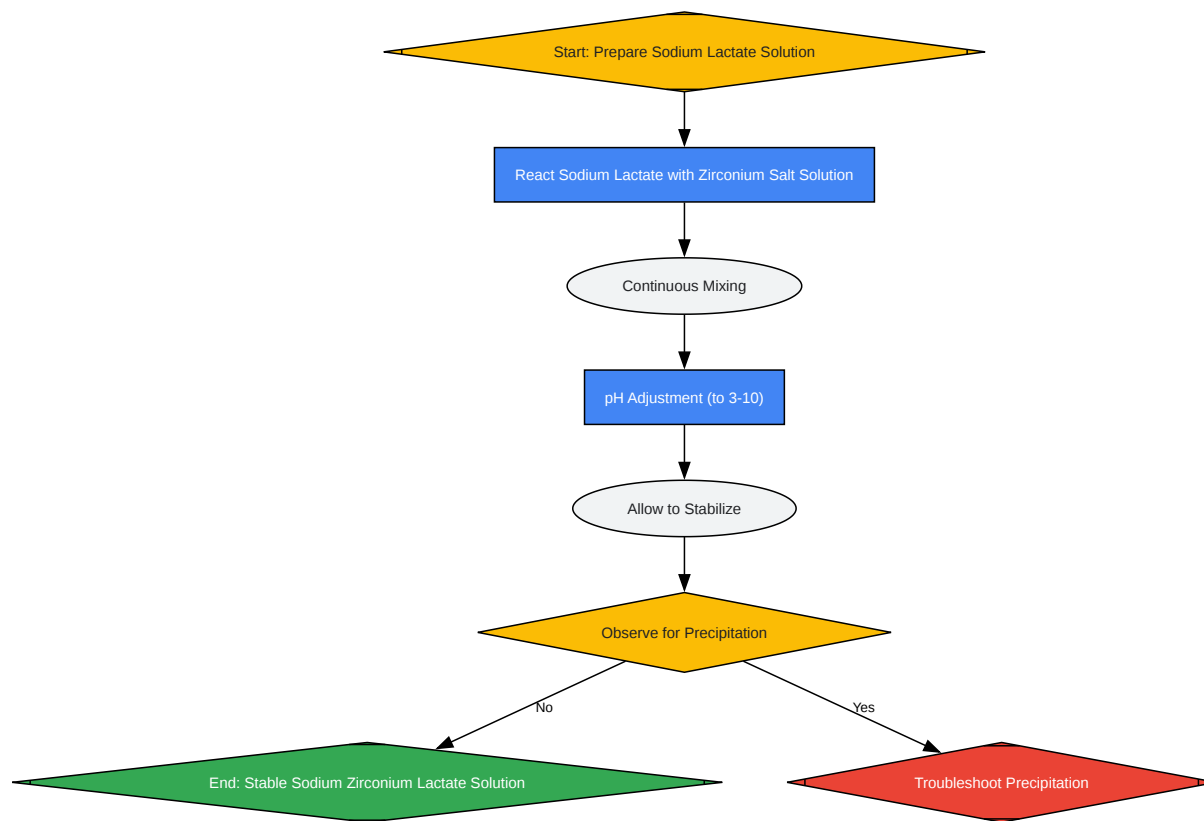 Start: Prepare Sodium Lactate Solution
React Sodium Lactate with Zirconium Salt Solution
Continuous Mixing
pH Adjustment (to 3-10)
Allow to Stabilize
Observe for Precipitation
No
Yes
End: Stable Sodium Zirconium Lactate Solution
Troubleshoot Precipitation